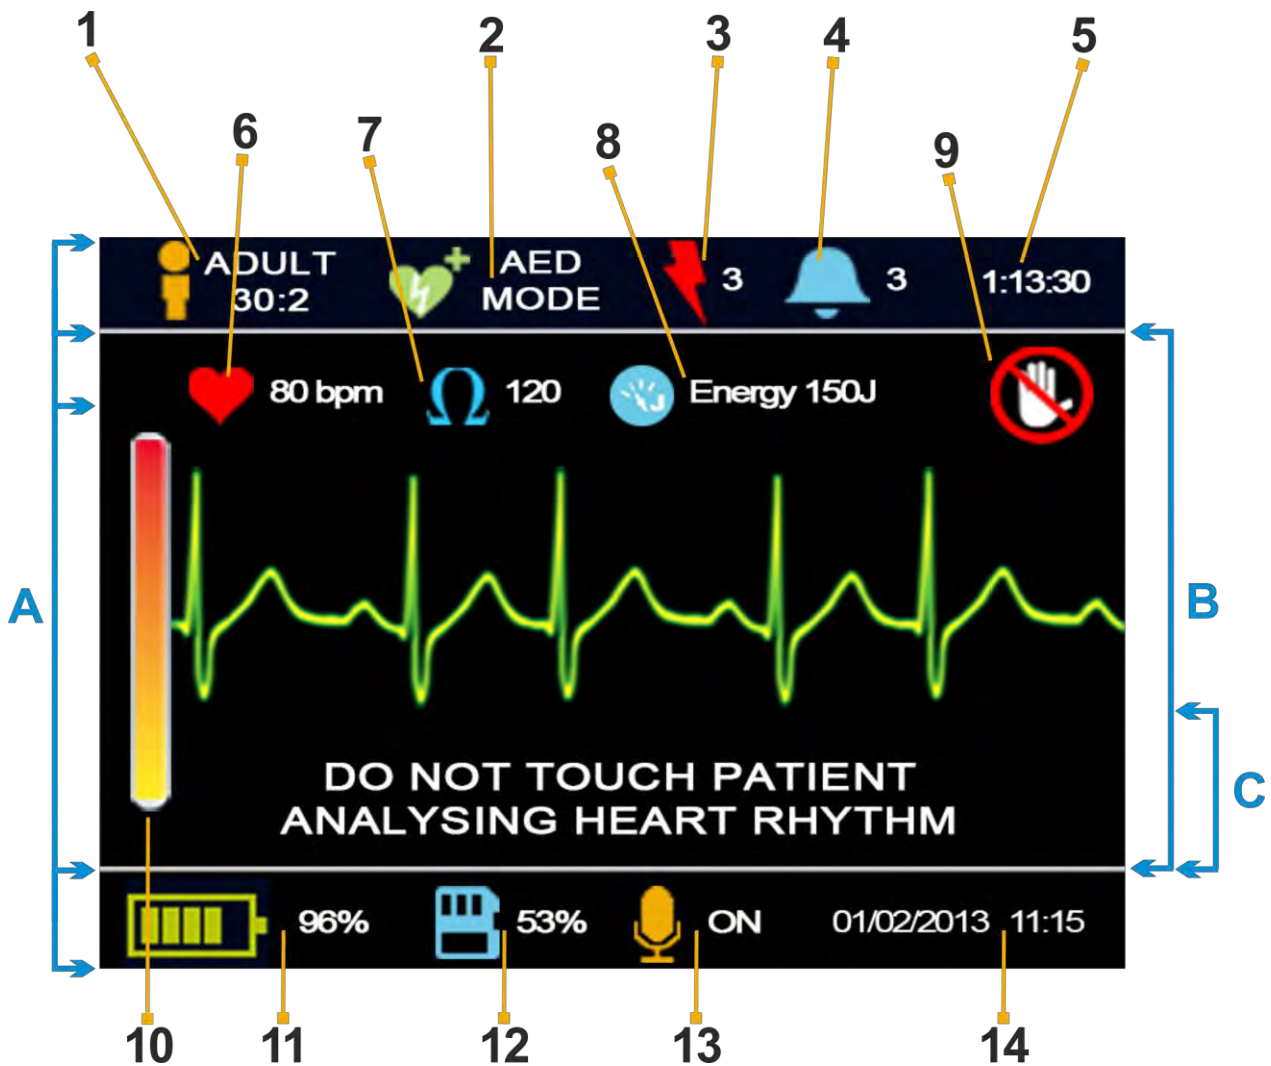 1
2
3
4
5
6
7
8
9
ADULT
30:2
AED
MODE
3
3
1:13:30
80 bpm
Ω 120
Energy 150J
A
B
C
DO NOT TOUCH PATIENT
ANALYSING HEART RHYTHM
96%
53%
ON
01/02/2013 11:15
10
11
12
13
14